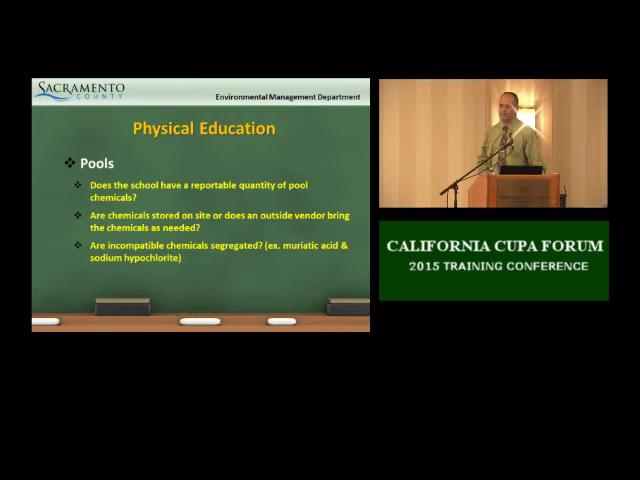 SACRAMENTO
COUNTY
Environmental Management Department
Physical Education
Pools
Does the school have a reportable quantity of pool
chemicals?
Are chemicals stored on site or does an outside vendor bring
the chemicals as needed?
Are incompatible chemicals segregated? (ex. muriatic acid &
sodium hypochlorite)
CALIFORNIA CUPA FORUM
2015 TRAINING CONFERENCE